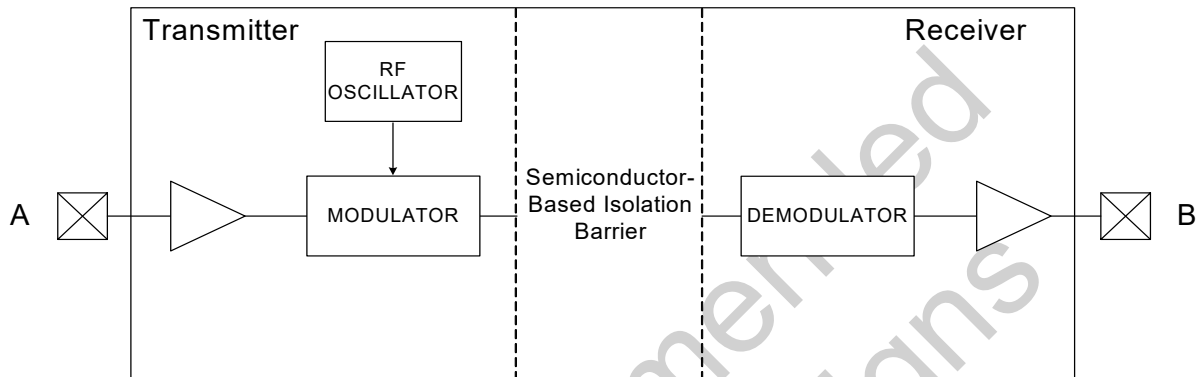 Transmitter
Receiver
RF
OSCILLATOR
A
MODULATOR
Semiconductor-
Based Isolation
Barrier
DEMODULATOR
B